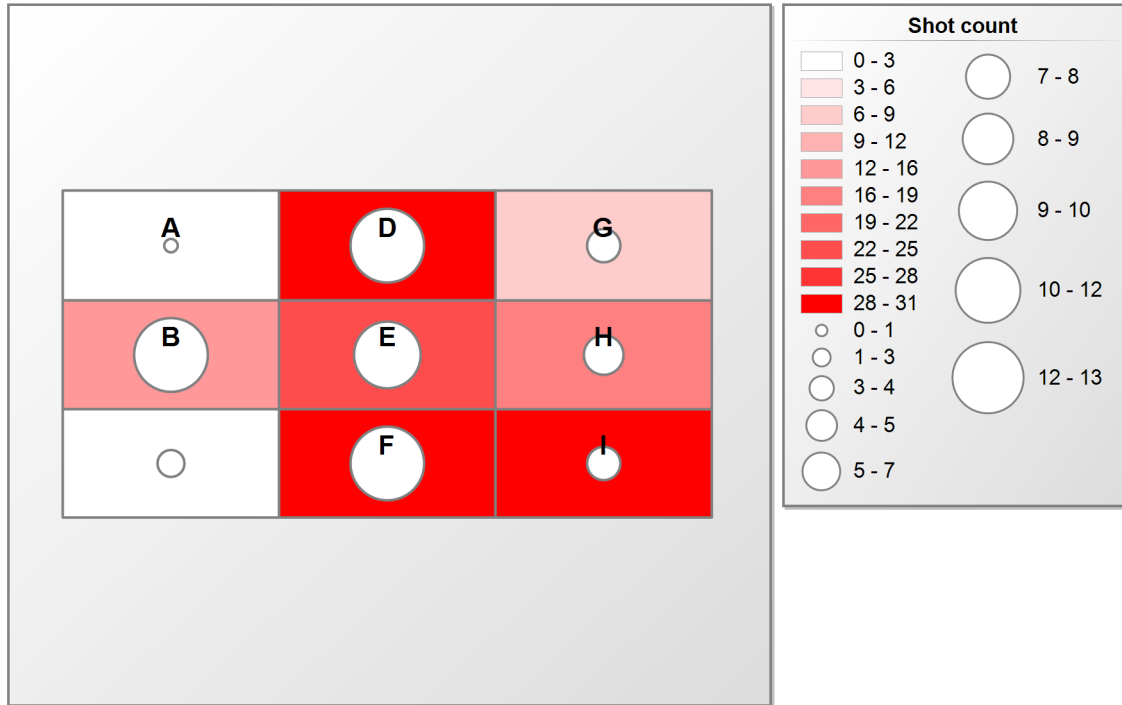 A
D
G
B
E
H
F
I
Shot count
0 - 3
3 - 6
6 - 9
9 - 12
12 - 16
16 - 19
19 - 22
22 - 25
25 - 28
28 - 31
0 - 1
1 - 3
3 - 4
4 - 5
5 - 7
7 - 8
8 - 9
9 - 10
10 - 12
12 - 13